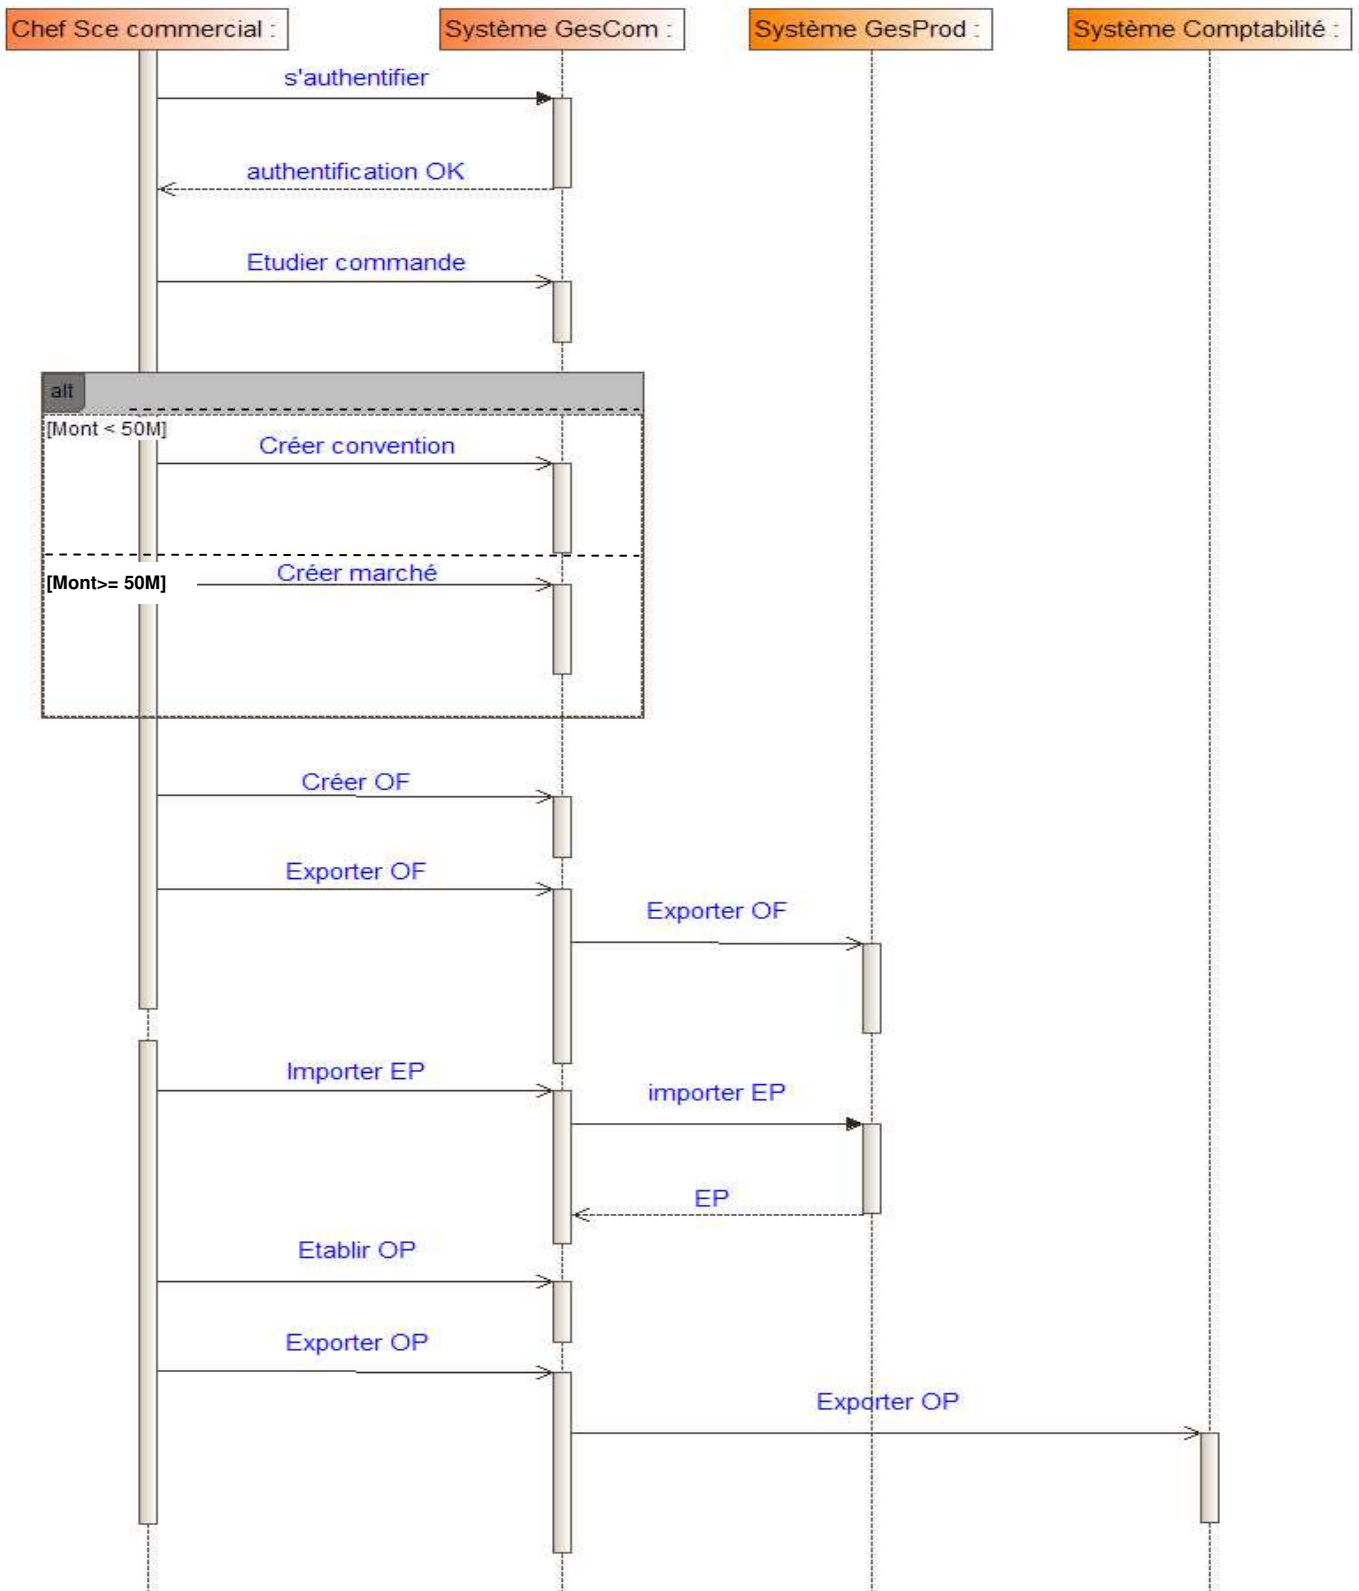 Chef Sce commercial :
Système GesCom :
Système GesProd :
Système Comptabilité :
s'authentifier
authentification OK
Etudier commande
alt
[Mont < 50M]
Créer convention
[Mont>= 50M]
Créer marché
Créer OF
Exporter OF
Exporter OF
Importer EP
importer EP
EP
Etablir OP
Exporter OP
Exporter OP